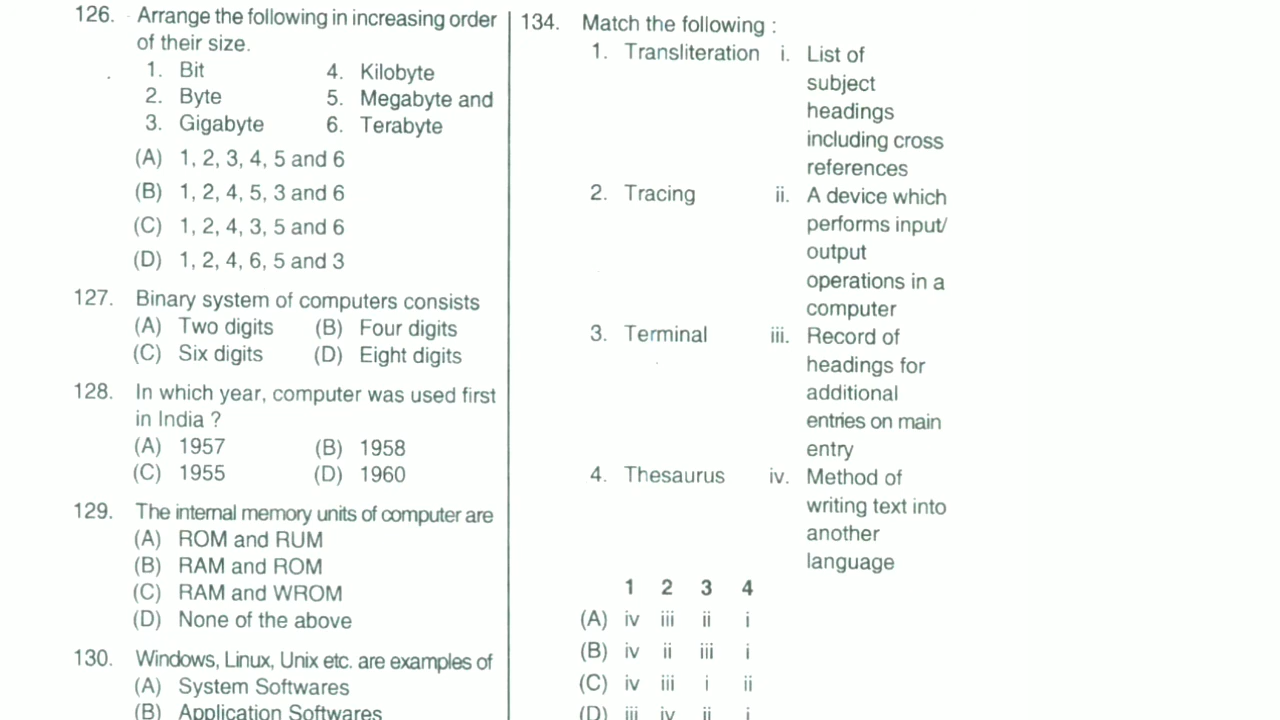 126. Arrange the following in increasing order
of their size.
1. Bit 4. Kilobyte
2. Byte 5. Megabyte and
3. Gigabyte 6. Terabyte
(A) 1, 2, 3, 4, 5 and 6
(B) 1, 2, 4, 5, 3 and 6
(C) 1, 2, 4, 3, 5 and 6
(D) 1, 2, 4, 6, 5 and 3
127. Binary system of computers consists
(A) Two digits (B) Four digits
(C) Six digits (D) Eight digits
128. In which year, computer was used first
in India ?
(A) 1957 (B) 1958
(C) 1955 (D) 1960
129. The internal memory units of computer are
(A) ROM and RUM
(B) RAM and ROM
(C) RAM and WROM
(D) None of the above
130. Windows, Linux, Unix etc. are examples of
(A) System Softwares
(B) Application Softwares
134. Match the following :
1. Transliteration i. List of
subject
headings
including cross
references
2. Tracing ii. A device which
performs input/
output
operations in a
computer
3. Terminal iii. Record of
headings for
additional
entries on main
entry
4. Thesaurus iv. Method of
writing text into
another
language
1 2 3 4
(A) iv iii ii i
(B) iv ii iii i
(C) iv iii i ii
(D) iii iv ii i